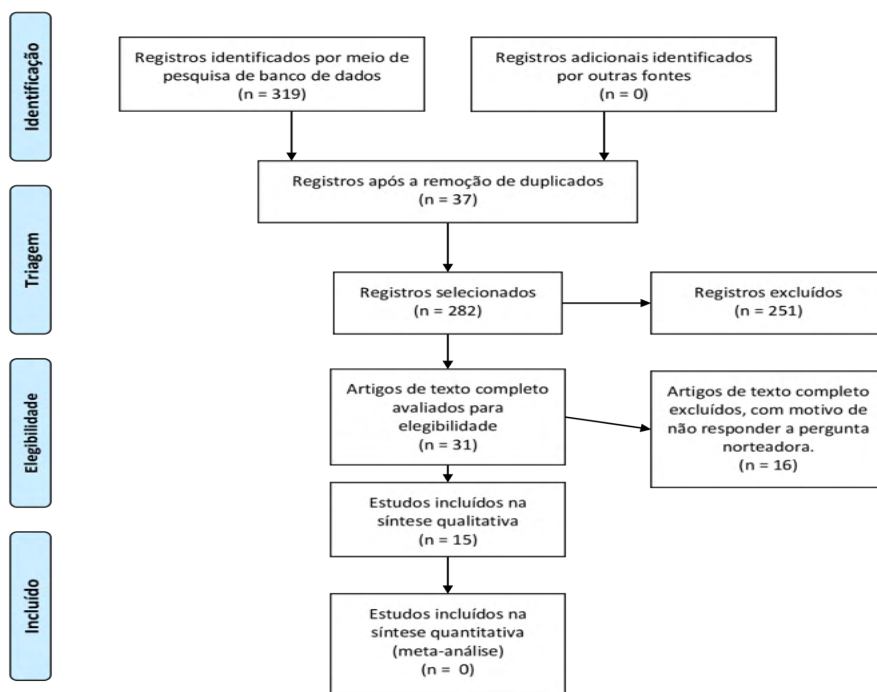 Identificação
Registros identificados por meio de
pesquisa de banco de dados
(n = 319)
Registros adicionais identificados
por outras fontes
(n = 0)
Registros após a remoção de duplicados
(n = 37)
Triagem
Registros selecionados
(n = 282)
Registros excluídos
(n = 251)
Elegibilidade
Artigos de texto completo
avaliados para
elegibilidade
(n = 31)
Artigos de texto completo
excluídos, com motivo de
não responder a pergunta
norteadora.
(n = 16)
Estudos incluídos na
síntese qualitativa
(n = 15)
Incluído
Estudos incluídos na
síntese quantitativa
(meta-análise)
(n =  0)